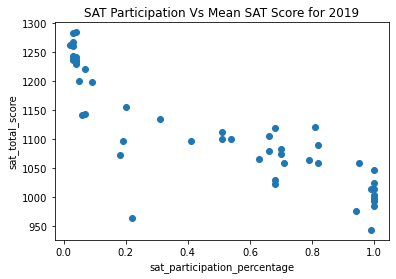 SAT Participation Vs Mean SAT Score for 2019
1300
1250
1200
1150
1100
1050
1000
950
sat_total_score
0.0 0.2 0.4 0.6 0.8 1.0
sat_participation_percentage